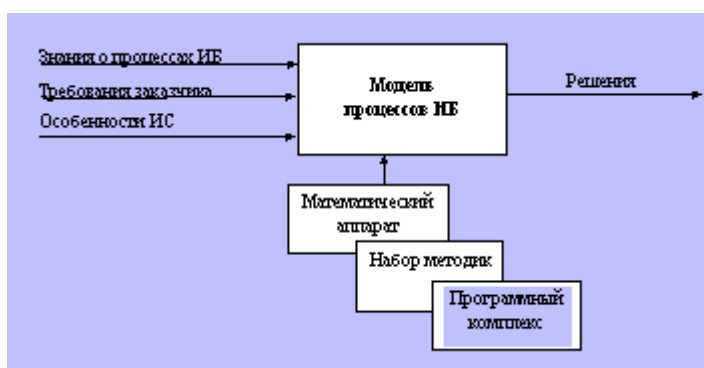 Знания о процессах ИБ
Требования заказчика
Особенности ИС
Модель
процессов ИБ
Решения
Математический
аппарат
Набор методик
Программный
комплекс